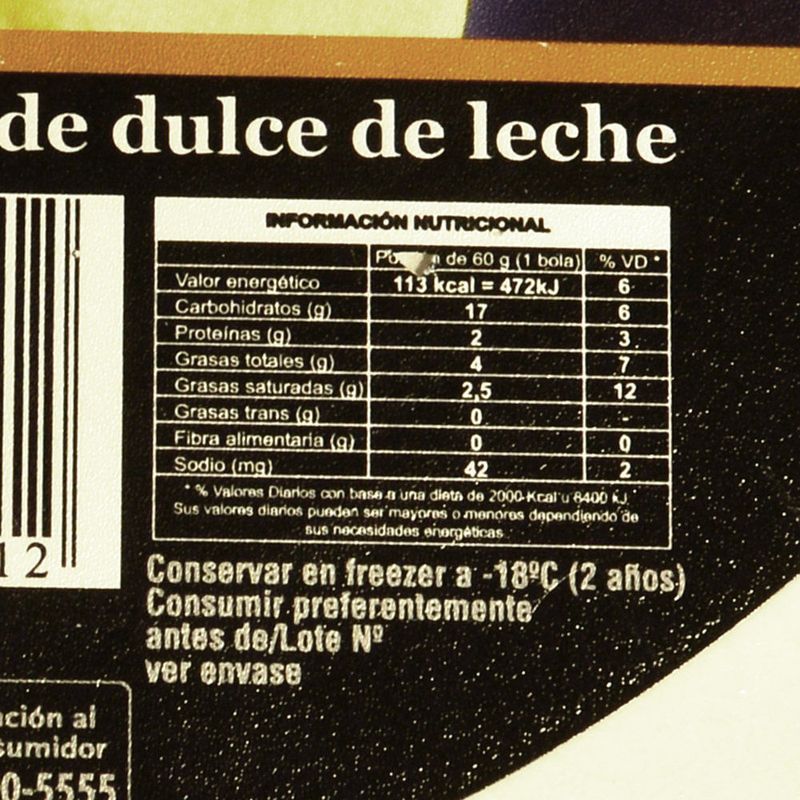 de dulce de leche
INFORMACIÓN NUTRICIONAL
de 60 g (1 bola) % VD *
Valor energético 113 kcal = 472kJ 6
Carbohidratos (g) 17 6
Proteínas (g) 2 3
Grasas totales (g) 4 7
Grasas saturadas (g) 2,5 12
Grasas trans (g) 0 -
Fibra alimentaria (g) 0 0
Sodio (mg) 42 2
* % Valores Diarios con base a una dieta de 2000 Kcal u 8400 kJ.
Sus valores diarios pueden ser mayores o menores dependiendo de
sus necesidades energéticas
12
Conservar en freezer a -18ºC (2 años)
Consumir preferentemente
antes de/Lote Nº
ver envase
ción al
sumidor
0-5555